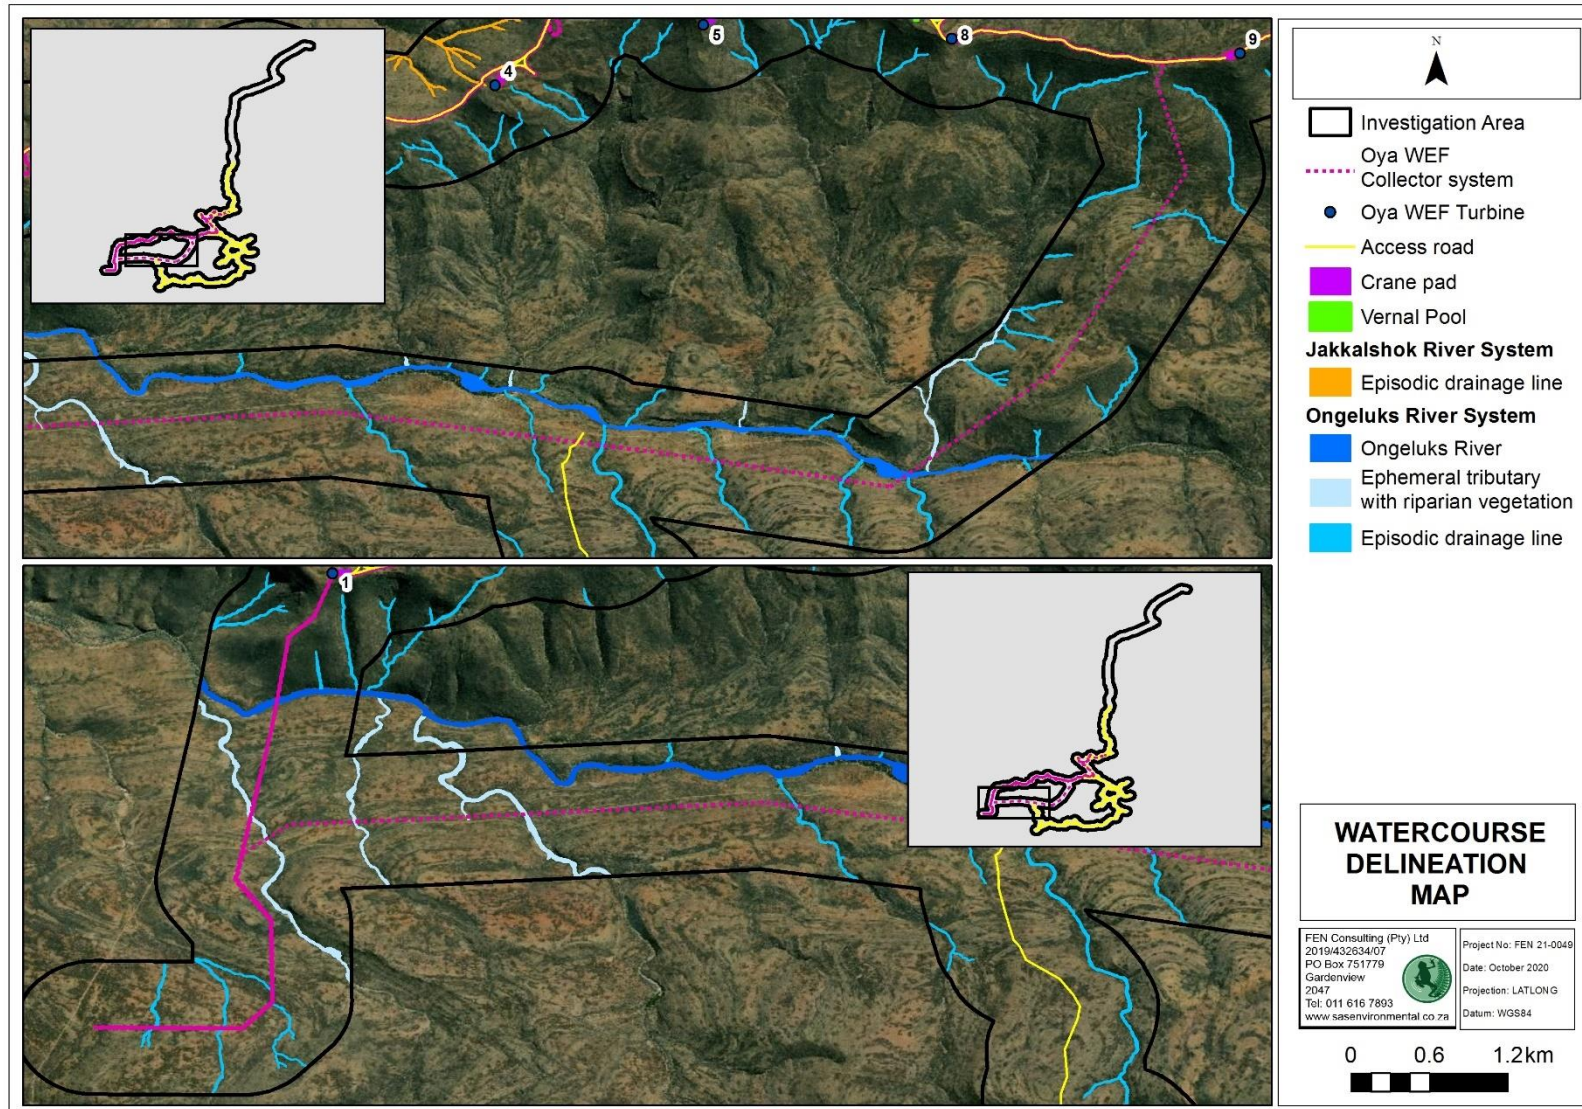 4
5
8
9
1
N
Investigation Area
Oya WEF
Collector system
Oya WEF Turbine
Access road
Crane pad
Vernal Pool
Jakkalshok River System
Episodic drainage line
Ongeluks River System
Ongeluks River
Ephemeral tributary
with riparian vegetation
Episodic drainage line
WATERCOURSE
DELINEATION
MAP
FEN Consulting (Pty) Ltd
2019/432634/07
PO Box 751779
Gardenview
2047
Tel: 011 616 7893
www.sasenvironmental.co.za
Project No: FEN 21-0049
Date: October 2020
Projection: LATLONG
Datum: WGS84
0 0.6 1.2km